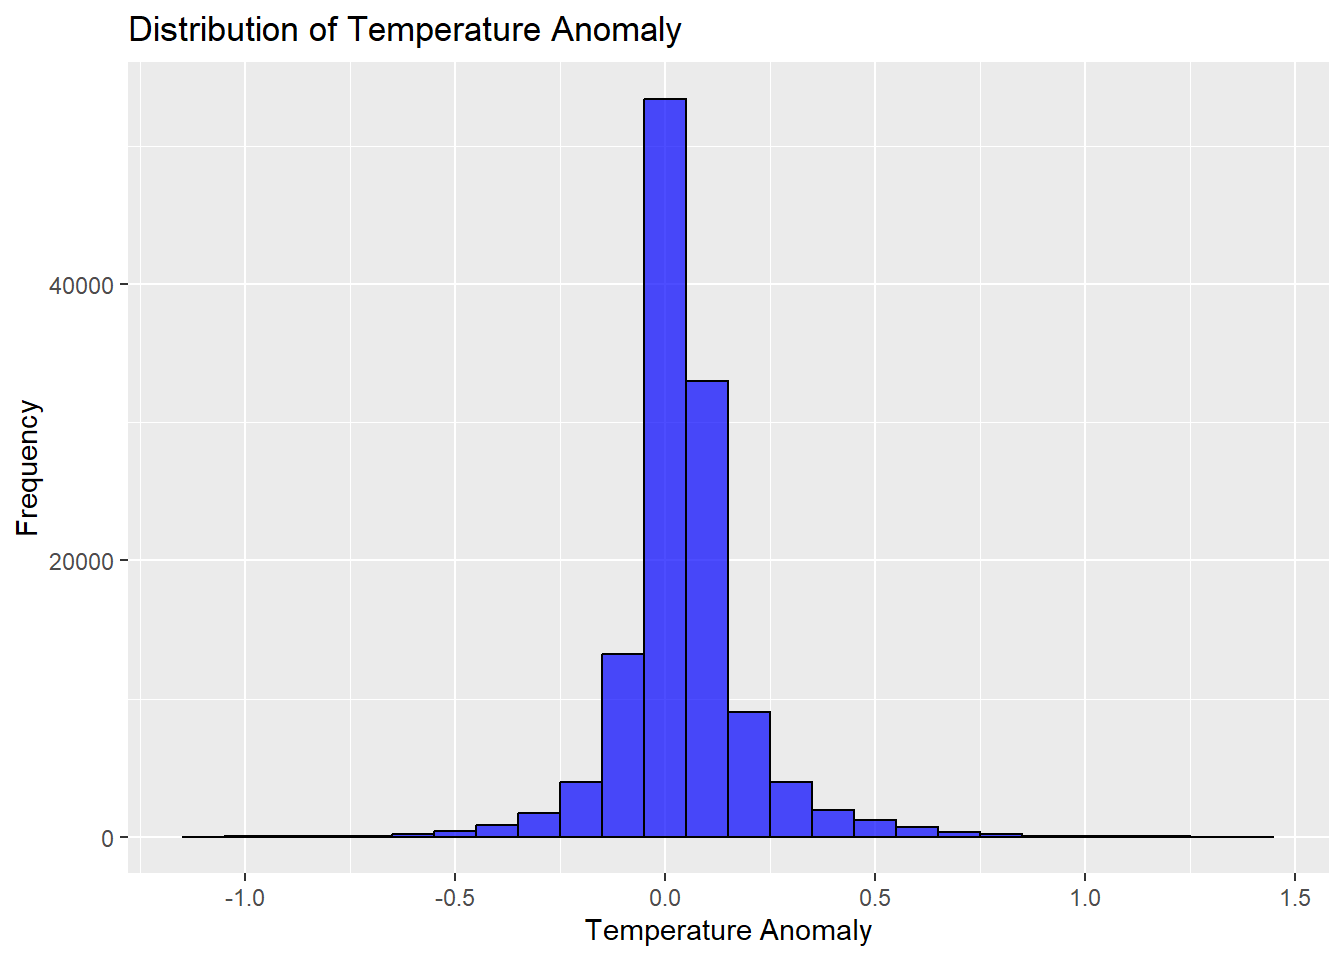 Distribution of Temperature Anomaly
Frequency
40000
20000
0
-1.0 -0.5 0.0 0.5 1.0 1.5
Temperature Anomaly